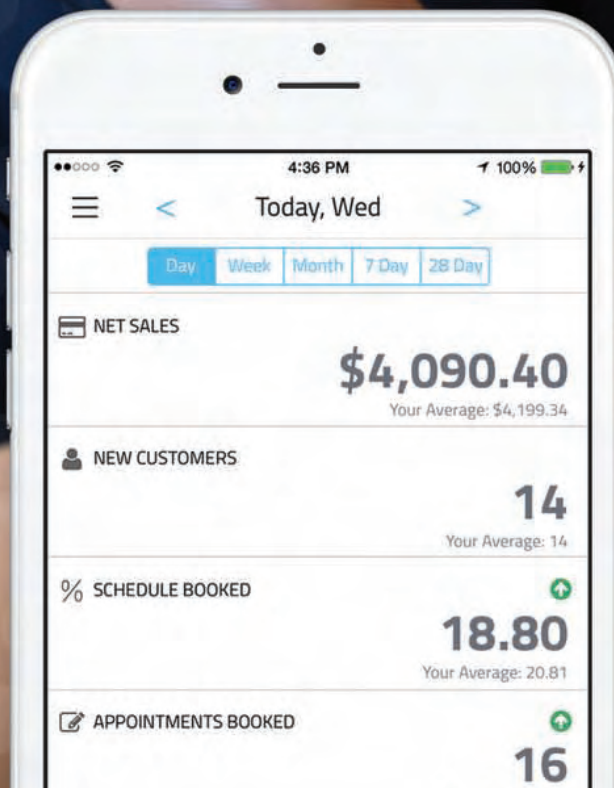 4:36 PM 100%
Today, Wed
Day Week Month 7 Day 28 Day
NET SALES
$4,090.40
Your Average: $4,199.34
NEW CUSTOMERS
14
Your Average: 14
% SCHEDULE BOOKED
18.80
Your Average: 20.81
APPOINTMENTS BOOKED
16